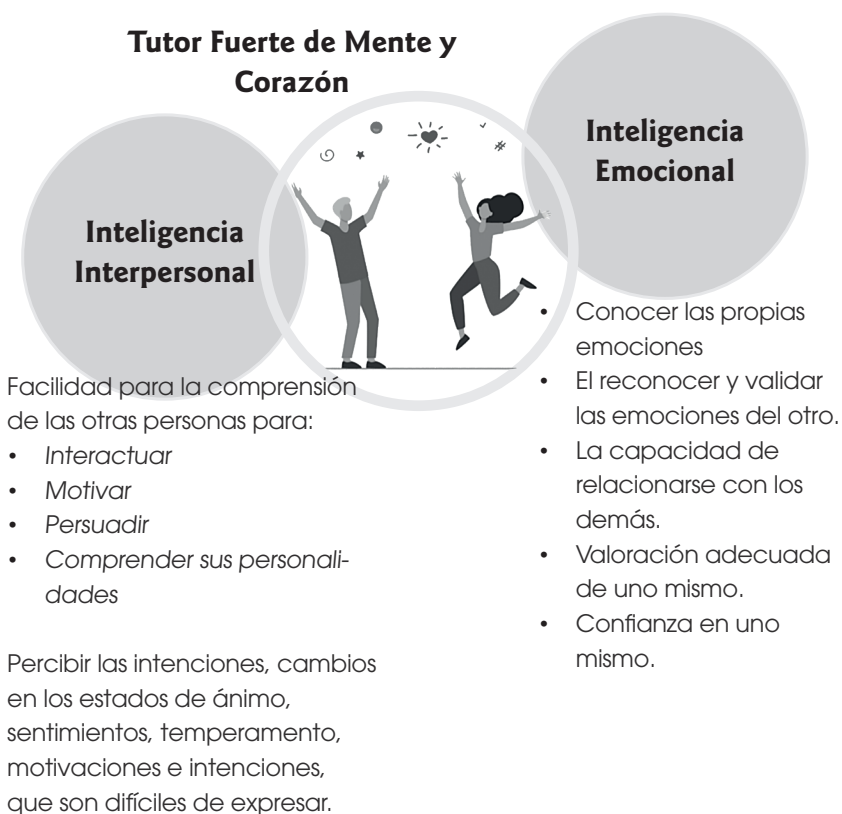 Tutor Fuerte de Mente y
Corazón
Inteligencia
Interpersonal
#
Inteligencia
Emocional
Facilidad para la comprensión
de las otras personas para:
• Interactuar
• Motivar
• Persuadir
• Comprender sus personali-
dades
Percibir las intenciones, cambios
en los estados de ánimo,
sentimientos, temperamento,
motivaciones e intenciones,
que son difíciles de expresar.
• Conocer las propias
emociones
• El reconocer y validar
las emociones del otro.
• La capacidad de
relacionarse con los
demás.
• Valoración adecuada
de uno mismo.
• Confianza en uno
mismo.